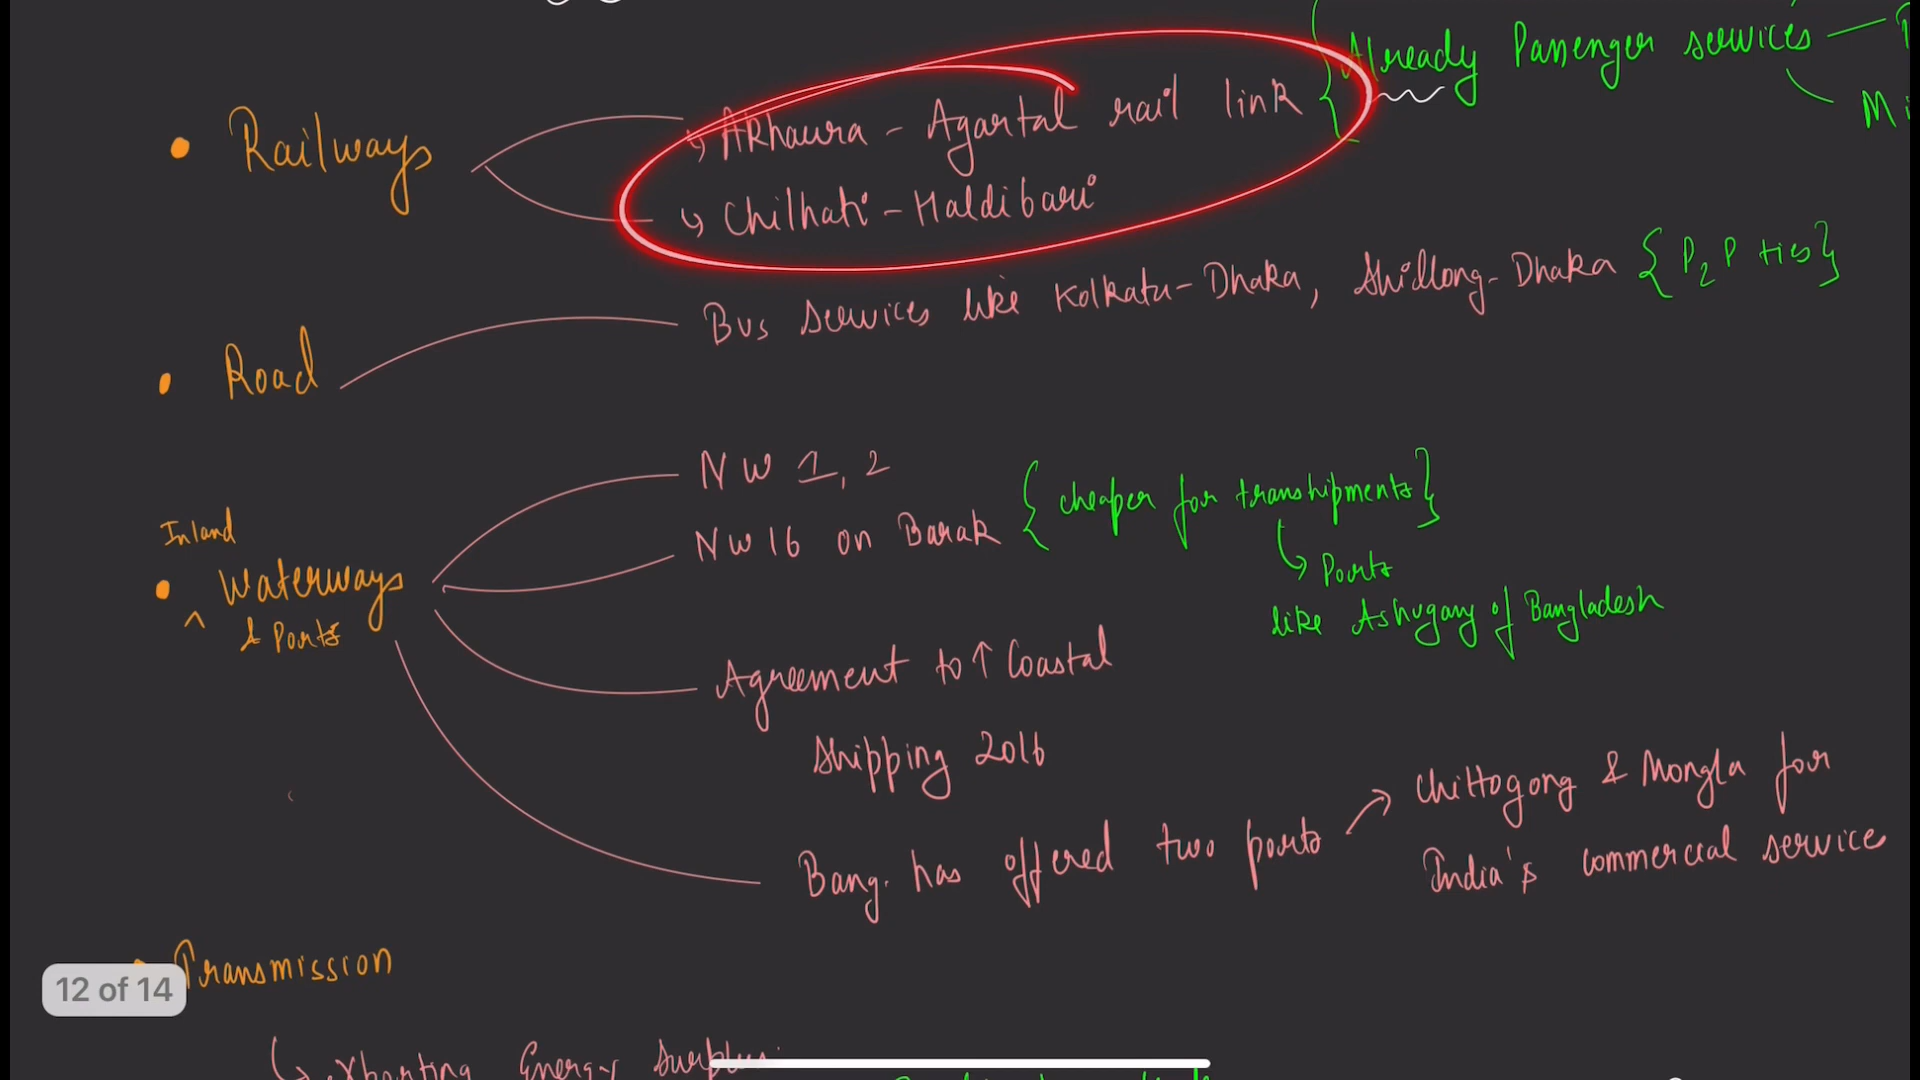 Already Passenger services
• Railways
↳ Akhaura - Agartal rail link
↳ Chilhati - Haldibari
• Road
Bus services like Kolkata-Dhaka, Shillong-Dhaka {P2P ties}
Inland
• Waterways
^ & Ports
NW 1, 2
NW 16 on Barak {cheaper for transhipments}
↳ Ports
like Ashuganj of Bangladesh
Agreement to ↑ Coastal
Shipping 2016
Bang. has offered two ports → Chittogong & Mongla for
India's commercial service
• Transmission
12 of 14
↳ Exporting Energy Surplus